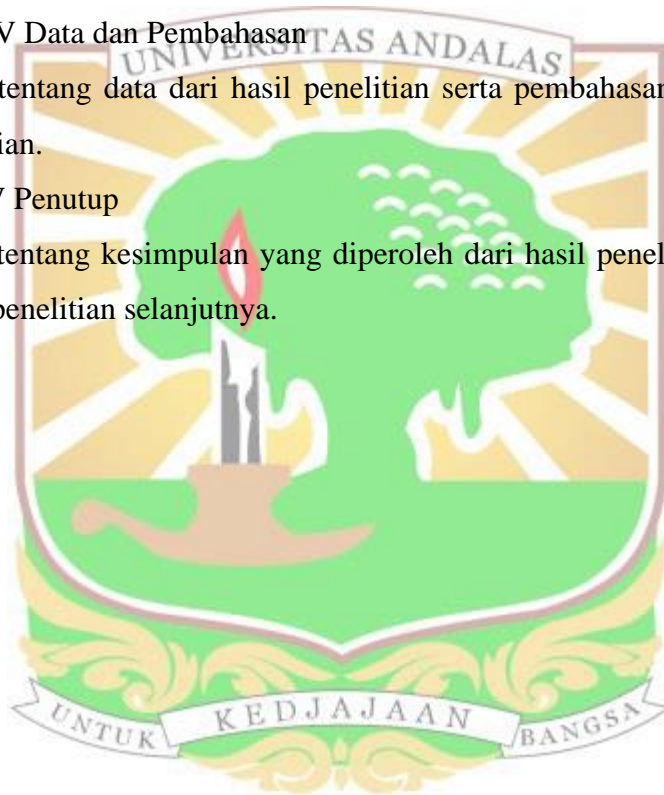 V Data dan Pembahasan
UNIVERSITAS ANDALAS
tentang data dari hasil penelitian serta pembahasan
ian.
V Penutup
tentang kesimpulan yang diperoleh dari hasil penel
penelitian selanjutnya.
UNTUK KEDJAJAAN BANGSA